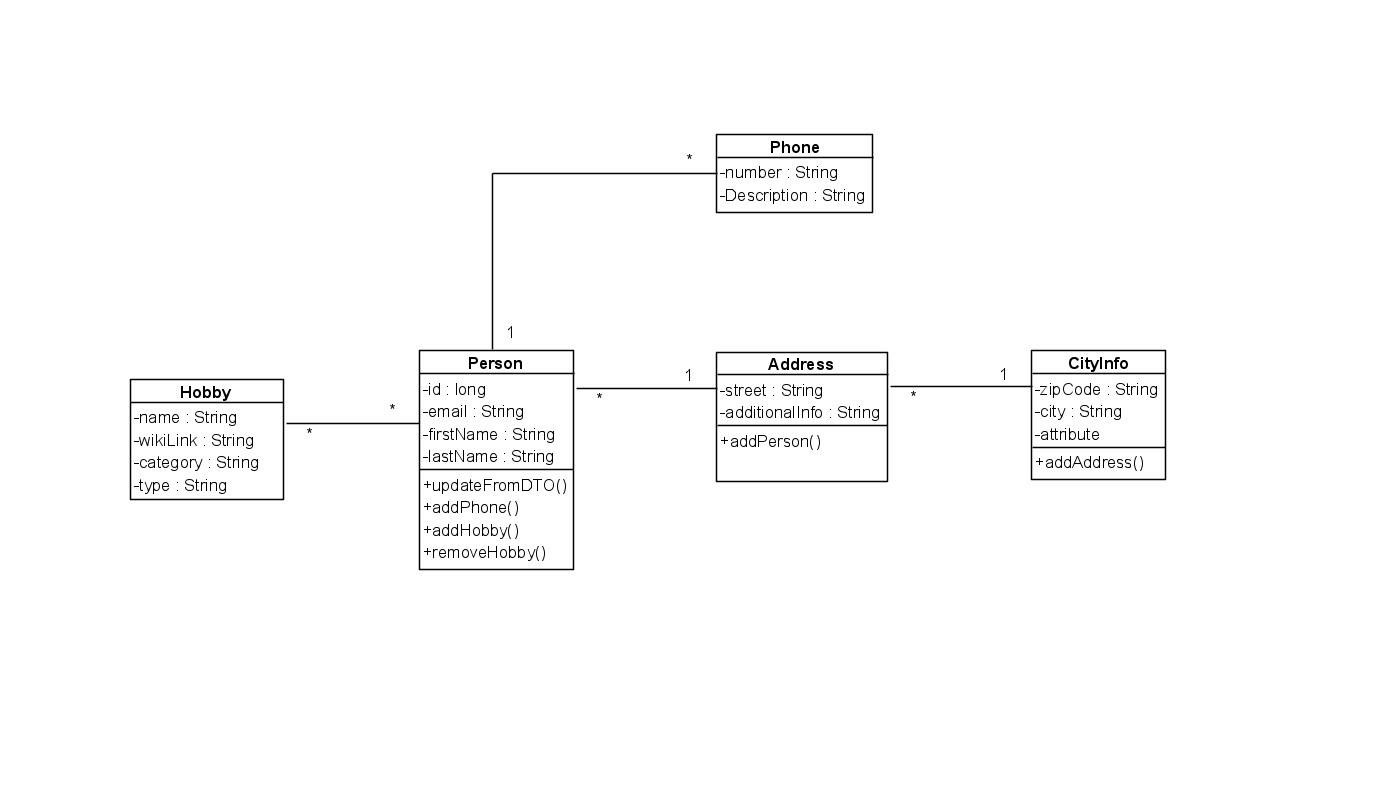 Phone
-number : String
-Description : String
*
1
Person
-id : long
-email : String
-firstName : String
-lastName : String
+updateFromDTO()
+addPhone()
+addHobby()
+removeHobby()
Hobby
-name : String
-wikiLink : String
-category : String
-type : String
*
*
*
1
Address
-street : String
-additionalInfo : String
+addPerson()
*
1
CityInfo
-zipCode : String
-city : String
-attribute
+addAddress()